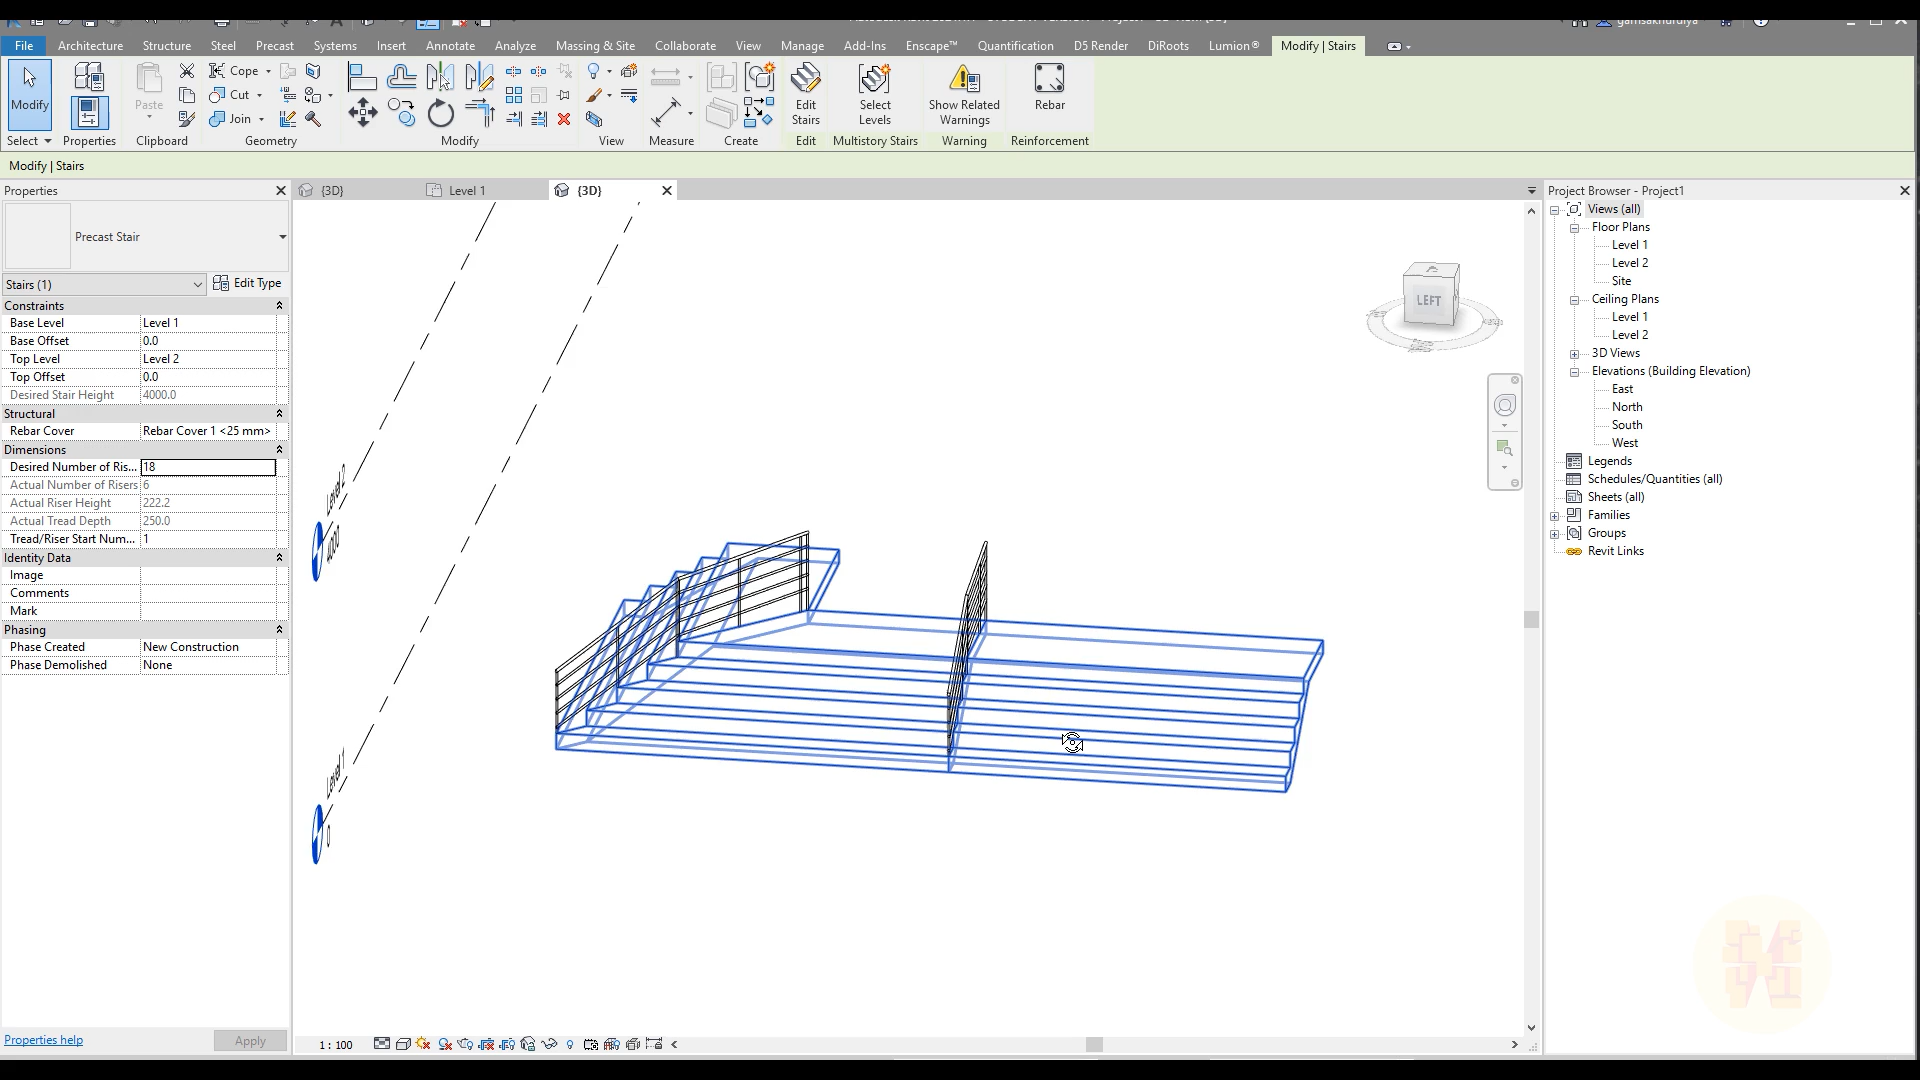 File Architecture Structure Steel Precast Systems Insert Annotate Analyze Massing & Site Collaborate View Manage Add-Ins Enscape™ Quantification D5 Render DiRoots Lumion® Modify | Stairs
Modify
Paste
Cope
Cut
Join
Edit Stairs
Select Levels
Show Related Warnings
Rebar
Select Properties Clipboard Geometry Modify View Measure Create Edit Multistory Stairs Warning Reinforcement
Modify | Stairs
Properties
{3D}
Level 1
{3D}
Project Browser - Project1
Precast Stair
Stairs (1)
Edit Type
Constraints
Base Level Level 1
Base Offset 0.0
Top Level Level 2
Top Offset 0.0
Desired Stair Height 4000.0
Structural
Rebar Cover Rebar Cover 1 <25 mm>
Dimensions
Desired Number of Ris... 18
Actual Number of Risers 6
Actual Riser Height 222.2
Actual Tread Depth 250.0
Tread/Riser Start Num... 1
Identity Data
Image
Comments
Mark
Phasing
Phase Created New Construction
Phase Demolished None
Properties help
Apply
Level 2
4000
Level 1
0
LEFT
1 : 100
Views (all)
Floor Plans
Level 1
Level 2
Site
Ceiling Plans
Level 1
Level 2
3D Views
Elevations (Building Elevation)
East
North
South
West
Legends
Schedules/Quantities (all)
Sheets (all)
Families
Groups
Revit Links